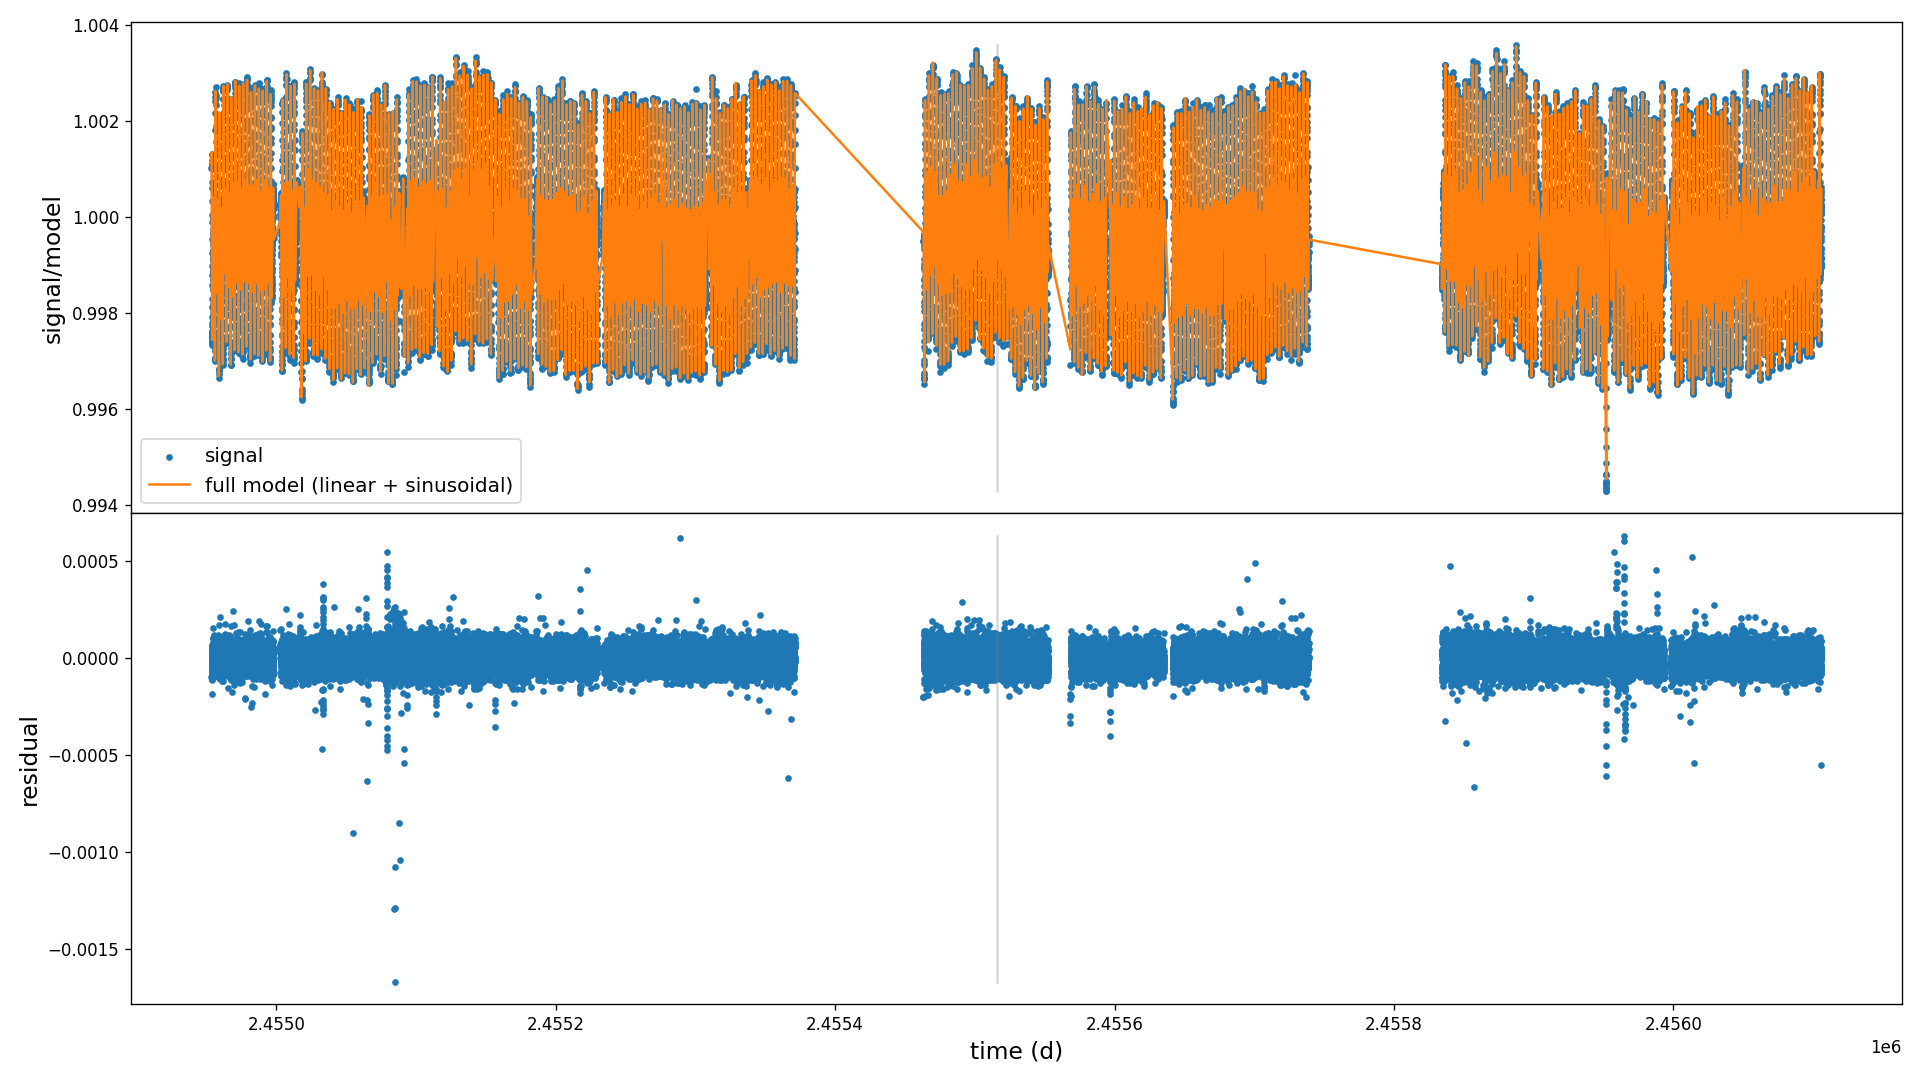 1.004
1.002
1.000
0.998
0.996
0.994
signal/model
signal
full model (linear + sinusoidal)
0.0005
0.0000
−0.0005
−0.0010
−0.0015
residual
2.4550
2.4552
2.4554
2.4556
2.4558
2.4560
1e6
time (d)